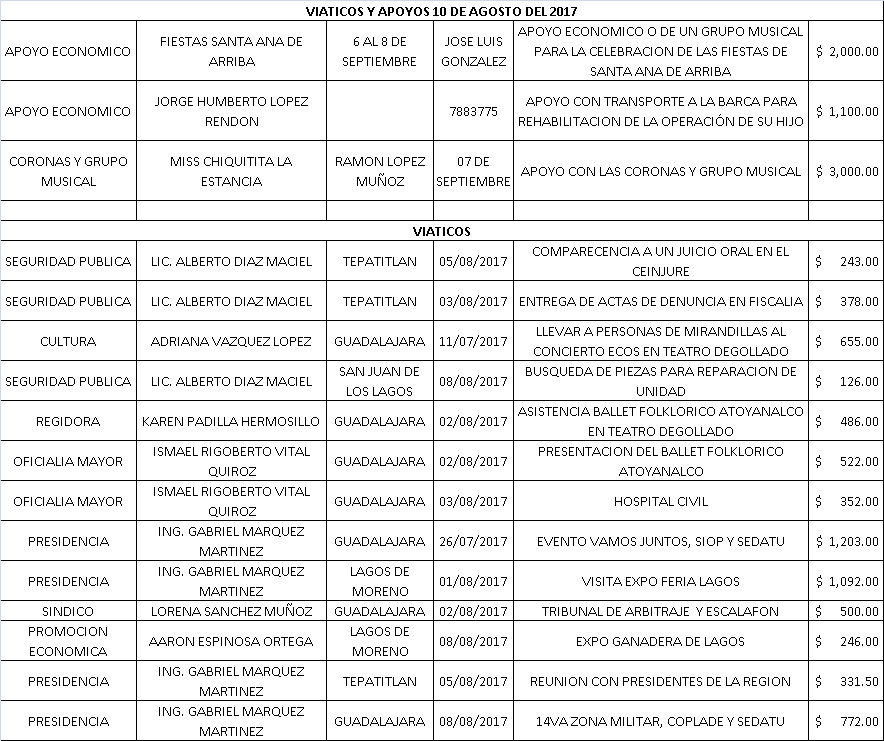 VIATICOS Y APOYOS 10 DE AGOSTO DEL 2017
APOYO ECONOMICO
FIESTAS SANTA ANA DE
ARRIBA
6 AL 8 DE
SEPTIEMBRE
JOSE LUIS
GONZALEZ
APOYO ECONOMICO O DE UN GRUPO MUSICAL
PARA LA CELEBRACION DE LAS FIESTAS DE
SANTA ANA DE ARRIBA
$ 2,000.00
APOYO ECONOMICO
JORGE HUMBERTO LOPEZ
RENDON
7883775
APOYO CON TRANSPORTE A LA BARCA PARA
REHABILITACION DE LA OPERACIÓN DE SU HIJO
$ 1,100.00
CORONAS Y GRUPO
MUSICAL
MISS CHIQUITITA LA
ESTANCIA
RAMON LOPEZ
MUÑOZ
07 DE
SEPTIEMBRE
APOYO CON LAS CORONAS Y GRUPO MUSICAL
$ 3,000.00
VIATICOS
SEGURIDAD PUBLICA
LIC. ALBERTO DIAZ MACIEL
TEPATITLAN
05/08/2017
COMPARECENCIA A UN JUICIO ORAL EN EL
CEINJURE
$ 243.00
SEGURIDAD PUBLICA
LIC. ALBERTO DIAZ MACIEL
TEPATITLAN
03/08/2017
ENTREGA DE ACTAS DE DENUNCIA EN FISCALIA
$ 378.00
CULTURA
ADRIANA VAZQUEZ LOPEZ
GUADALAJARA
11/07/2017
LLEVAR A PERSONAS DE MIRANDILLAS AL
CONCIERTO ECOS EN TEATRO DEGOLLADO
$ 655.00
SEGURIDAD PUBLICA
LIC. ALBERTO DIAZ MACIEL
SAN JUAN DE
LOS LAGOS
08/08/2017
BUSQUEDA DE PIEZAS PARA REPARACION DE
UNIDAD
$ 126.00
REGIDORA
KAREN PADILLA HERMOSILLO
GUADALAJARA
02/08/2017
ASISTENCIA BALLET FOLKLORICO ATOYANALCO
EN TEATRO DEGOLLADO
$ 486.00
OFICIALIA MAYOR
ISMAEL RIGOBERTO VITAL
QUIROZ
GUADALAJARA
02/08/2017
PRESENTACION DEL BALLET FOLKLORICO
ATOYANALCO
$ 522.00
OFICIALIA MAYOR
ISMAEL RIGOBERTO VITAL
QUIROZ
GUADALAJARA
03/08/2017
HOSPITAL CIVIL
$ 352.00
PRESIDENCIA
ING. GABRIEL MARQUEZ
MARTINEZ
GUADALAJARA
26/07/2017
EVENTO VAMOS JUNTOS, SIOP Y SEDATU
$ 1,203.00
PRESIDENCIA
ING. GABRIEL MARQUEZ
MARTINEZ
LAGOS DE
MORENO
01/08/2017
VISITA EXPO FERIA LAGOS
$ 1,092.00
SINDICO
LORENA SANCHEZ MUÑOZ
GUADALAJARA
02/08/2017
TRIBUNAL DE ARBITRAJE Y ESCALAFON
$ 500.00
PROMOCION
ECONOMICA
AARON ESPINOSA ORTEGA
LAGOS DE
MORENO
08/08/2017
EXPO GANADERA DE LAGOS
$ 246.00
PRESIDENCIA
ING. GABRIEL MARQUEZ
MARTINEZ
TEPATITLAN
05/08/2017
REUNION CON PRESIDENTES DE LA REGION
$ 331.50
PRESIDENCIA
ING. GABRIEL MARQUEZ
MARTINEZ
GUADALAJARA
08/08/2017
14VA ZONA MILITAR, COPLADE Y SEDATU
$ 772.00